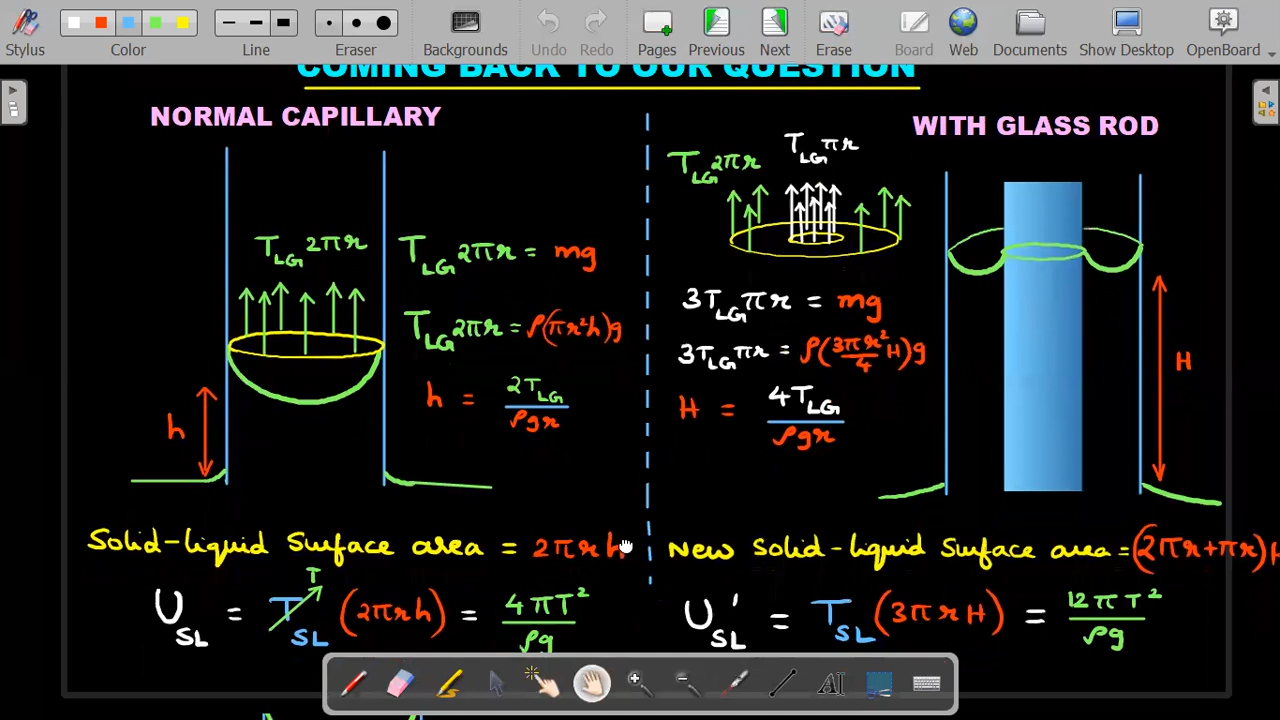 Stylus
Color
Line
Eraser
Backgrounds
Undo
Redo
Pages
Previous
Next
Erase
Board
Web
Documents
Show Desktop
OpenBoard
COMING BACK TO OUR QUESTION
NORMAL CAPILLARY
T_LG 2πr
h
T_LG 2πr = mg
T_LG 2πr = ρ(πr²h)g
h = 2T_LG / ρgr
Solid-liquid Surface area = 2πrh
T
U_SL = T_SL (2πrh) = 4πT² / ρg
WITH GLASS ROD
T_LG 2πr
T_LG πr
3T_LG πr = mg
3T_LG πr = ρ(3πr²/4 H)g
H = 4T_LG / ρgr
H
New Solid-liquid Surface area = (2πr+πr)H
U'_SL = T_SL (3πrH) = 12πT² / ρg
AI